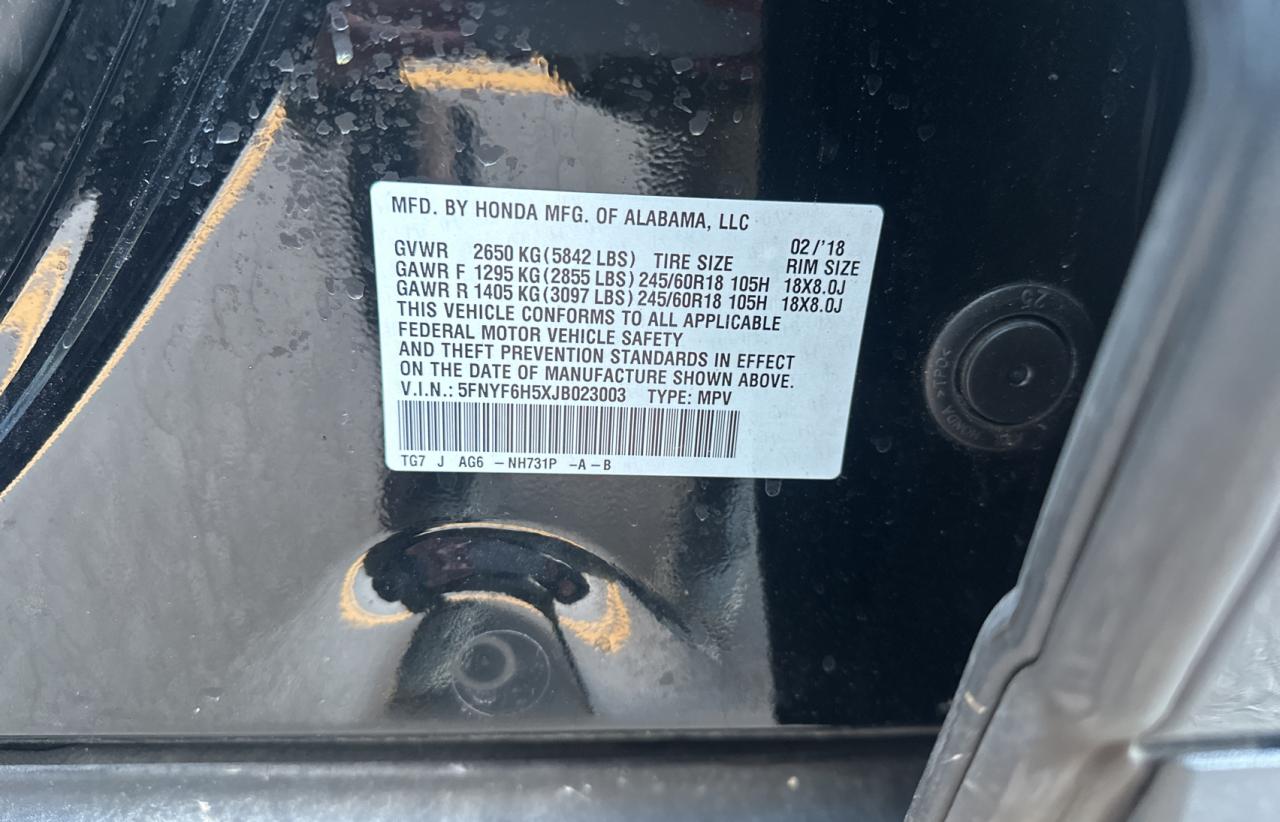 MFD. BY HONDA MFG. OF ALABAMA, LLC
02/'18
GVWR 2650 KG(5842 LBS) TIRE SIZE RIM SIZE
GAWR F 1295 KG(2855 LBS) 245/60R18 105H 18X8.0J
GAWR R 1405 KG(3097 LBS) 245/60R18 105H 18X8.0J
THIS VEHICLE CONFORMS TO ALL APPLICABLE
FEDERAL MOTOR VEHICLE SAFETY
AND THEFT PREVENTION STANDARDS IN EFFECT
ON THE DATE OF MANUFACTURE SHOWN ABOVE.
V.I.N.: 5FNYF6H5XJB023003 TYPE: MPV
TG7 J AG6 -NH731P -A-B
HONDA >TPO<